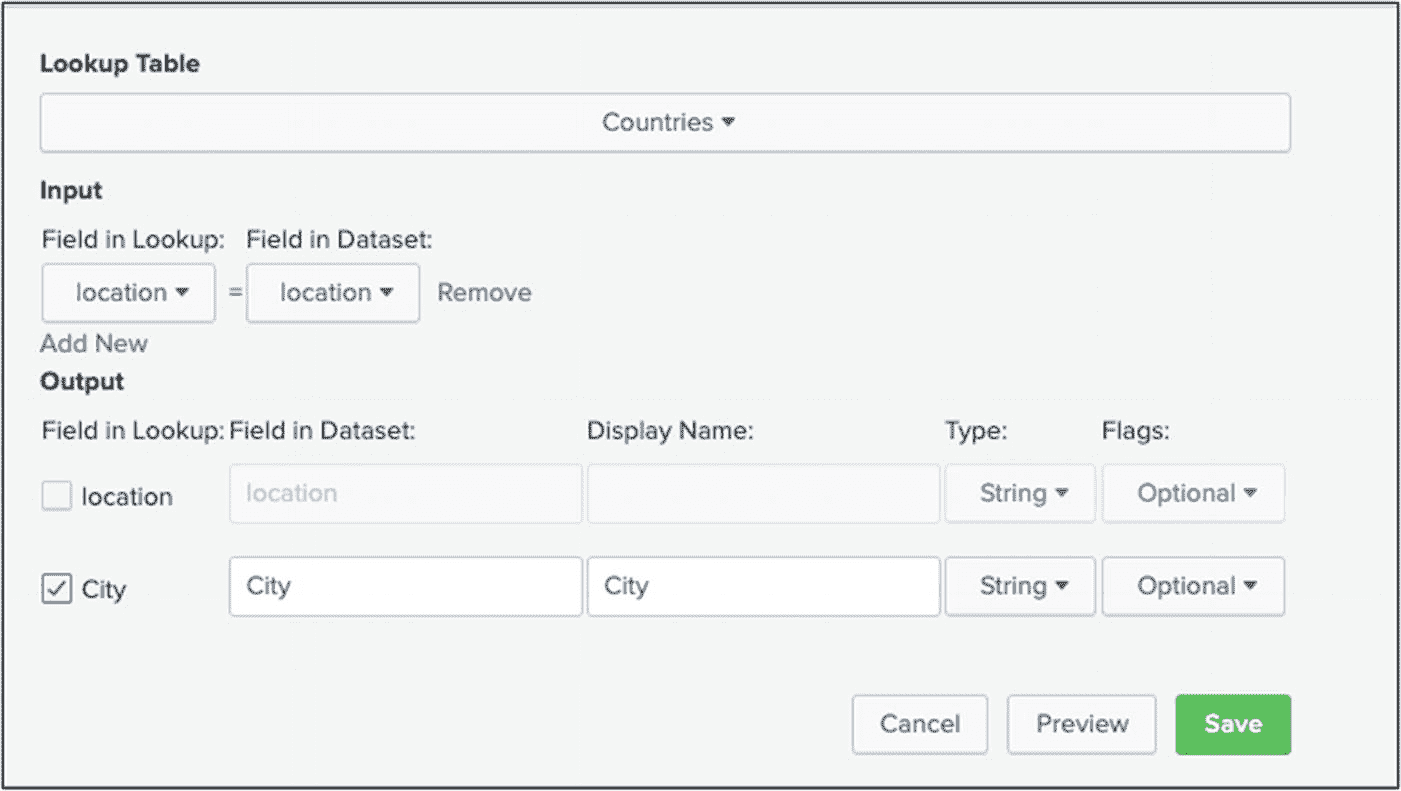 Lookup Table
Countries
Input
Field in Lookup: Field in Dataset:
location = location Remove
Add New
Output
Field in Lookup: Field in Dataset: Display Name: Type: Flags:
location location String Optional
City City City String Optional
Cancel Preview Save